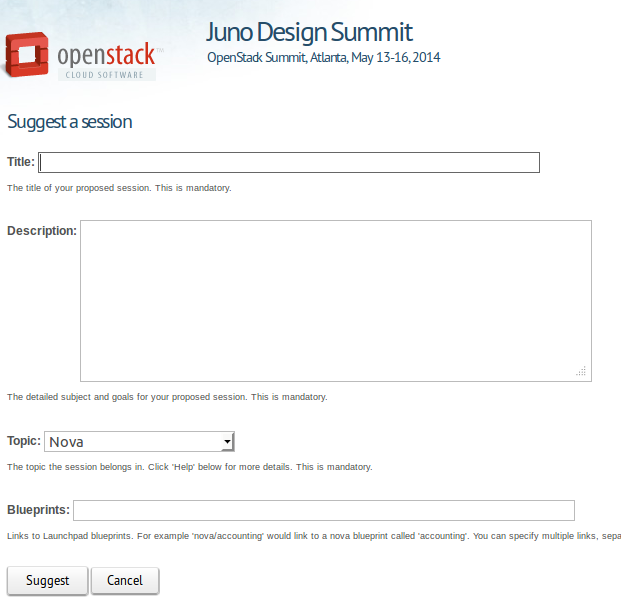 Juno Design Summit
openstack™
OpenStack Summit, Atlanta, May 13-16, 2014
CLOUD SOFTWARE
Suggest a session
Title:
The title of your proposed session. This is mandatory.
Description:
The detailed subject and goals for your proposed session. This is mandatory.
Topic: Nova
The topic the session belongs in. Click 'Help' below for more details. This is mandatory.
Blueprints:
Links to Launchpad blueprints. For example 'nova/accounting' would link to a nova blueprint called 'accounting'. You can specify multiple links, sepa
Suggest Cancel